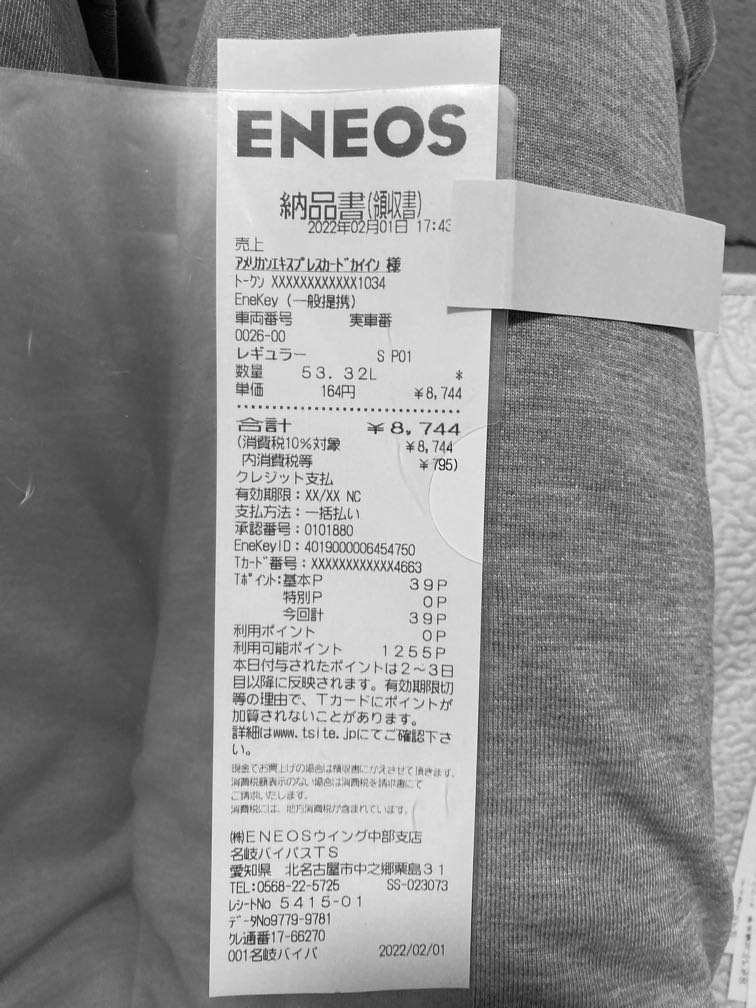 ENEOS
納品書(領収書)
2022年02月01日 17:43
売上
アメリカンエキスプレスカードカイイン 様
トークン XXXXXXXXXXXX1034
EneKey (一般提携)
車両番号 実車番
0026-00
レギュラー S P01
数量 53.32L *
単価 164円 ¥8,744
合計 ¥8,744
(消費税10%対象 ¥8,744
内消費税等 ¥795)
クレジット支払
有効期限:XX/XX NC
支払方法:一括払い
承認番号:0101880
EneKeyID:4019000006454750
Tカード番号:XXXXXXXXXXXX4663
Tポイント:基本P 39P
特別P 0P
今回計 39P
利用ポイント 0P
利用可能ポイント 1255P
本日付与されたポイントは2~3日
目以降に反映されます。有効期限切
等の理由で、Tカードにポイントが
加算されないことがあります。
詳細はwww.tsite.jpにてご確認下さ
い。
現金でお買上げの場合は領収書にかえさせて頂きます。
消費税額表示のない場合は消費税を請求書にて
ご請求いたします。
消費税には、地方消費税が含まれています。
㈱ENEOSウイング中部支店
名岐バイパスTS
愛知県 北名古屋市中之郷栗島31
TEL:0568-22-5725 SS-023073
レシートNo 5415-01
データNo9779-9781
クレ通番17-66270
001名岐バイパ 2022/02/01